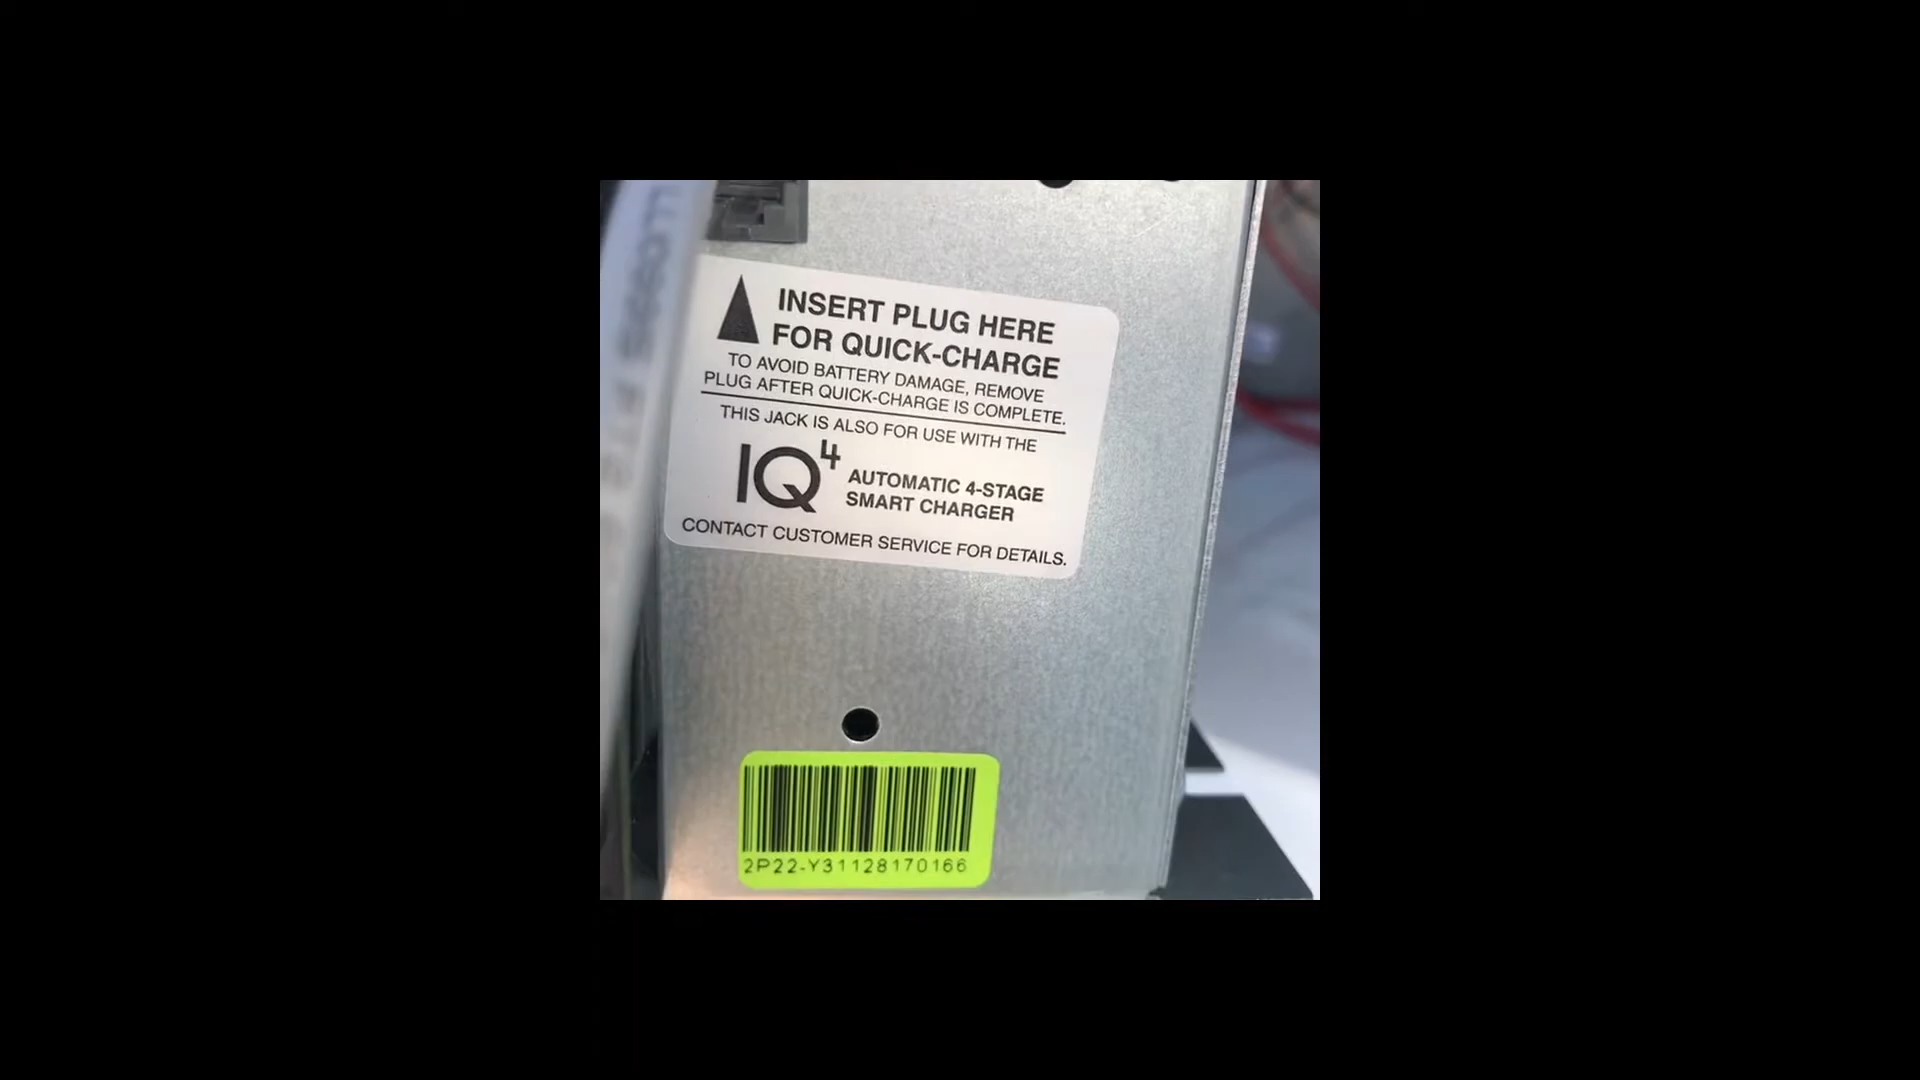 INSERT PLUG HERE
FOR QUICK-CHARGE
TO AVOID BATTERY DAMAGE, REMOVE
PLUG AFTER QUICK-CHARGE IS COMPLETE.
THIS JACK IS ALSO FOR USE WITH THE
IQ4 AUTOMATIC 4-STAGE
SMART CHARGER
CONTACT CUSTOMER SERVICE FOR DETAILS.
2P22-Y31128170166